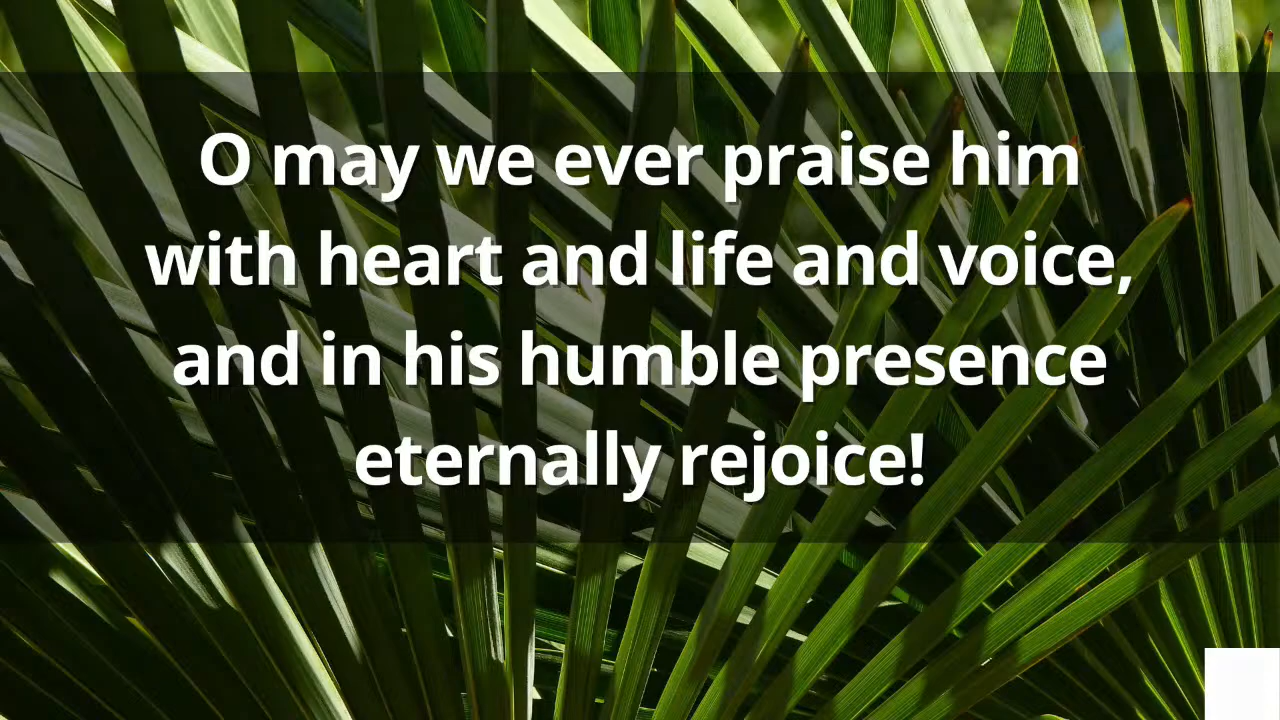 O may we ever praise him
with heart and life and voice,
and in his humble presence
eternally rejoice!